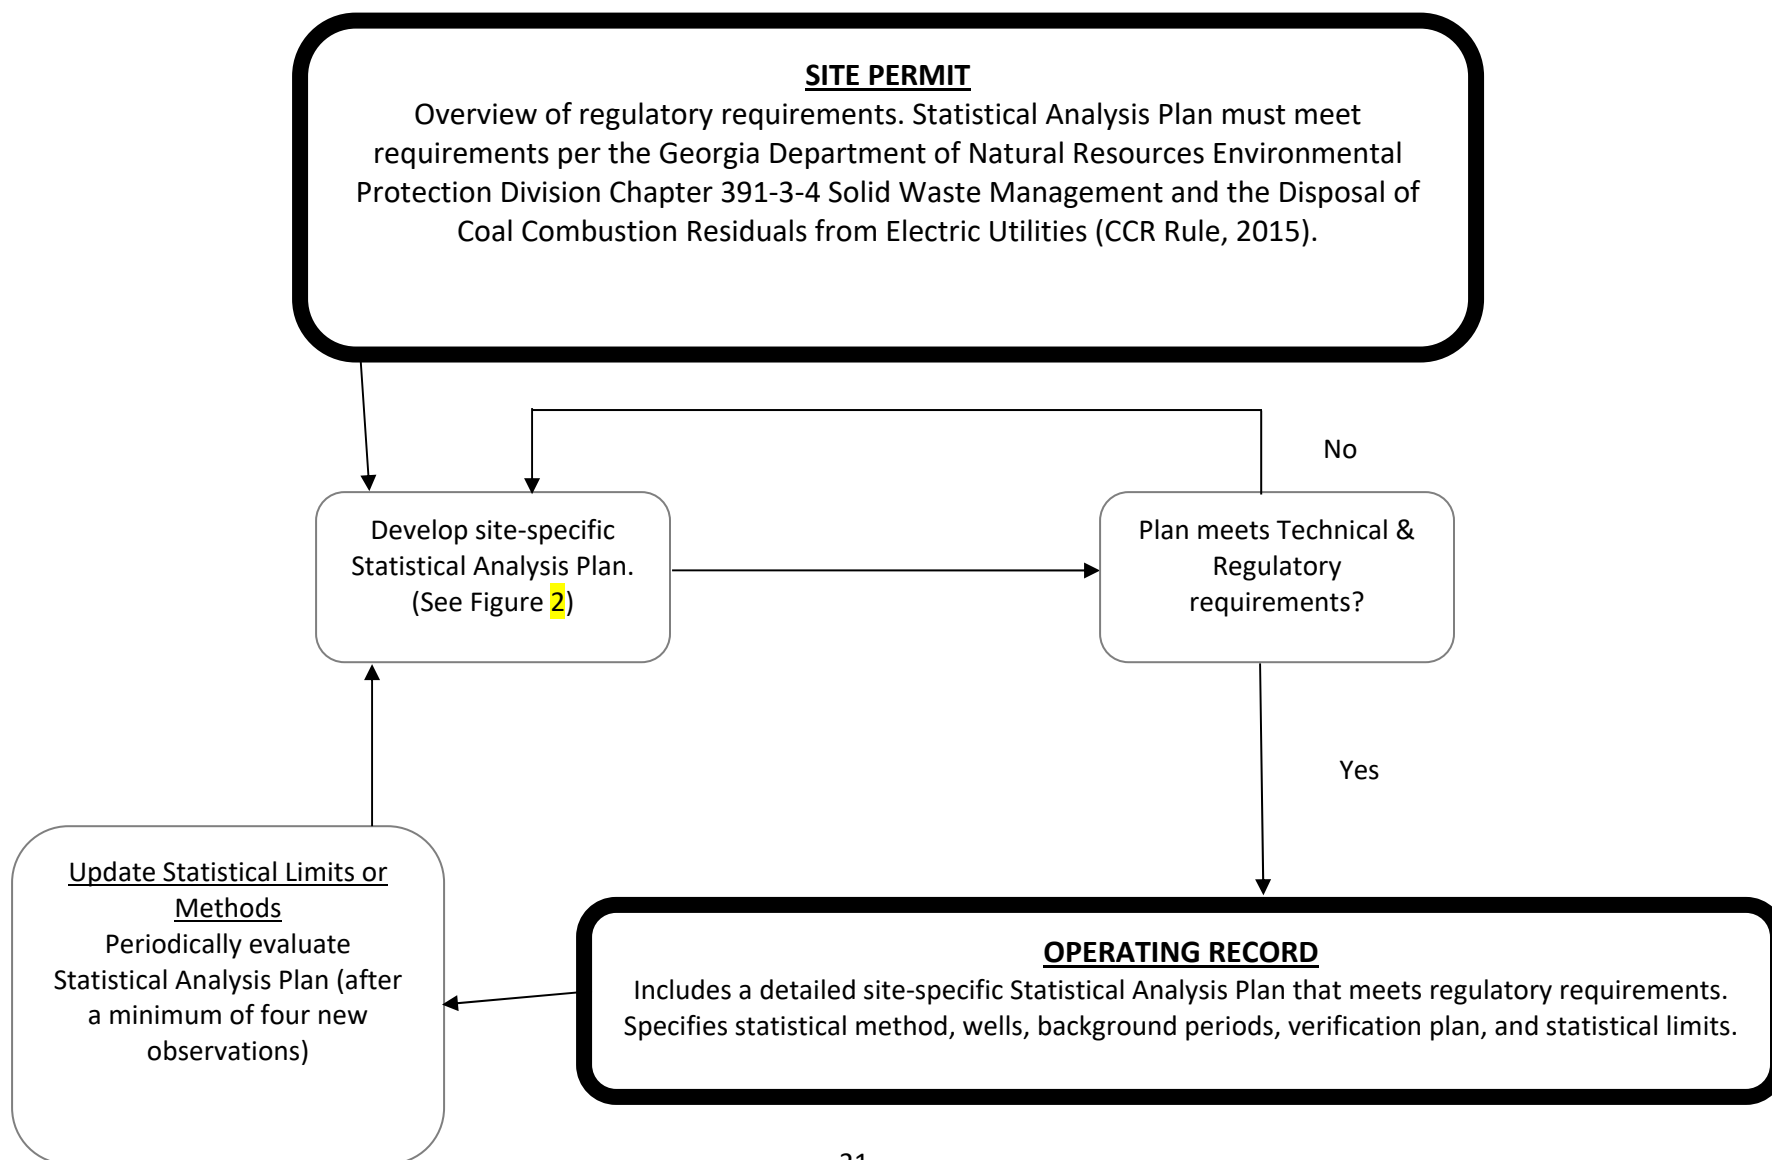 SITE PERMIT
Overview of regulatory requirements. Statistical Analysis Plan must meet
requirements per the Georgia Department of Natural Resources Environmental
Protection Division Chapter 391-3-4 Solid Waste Management and the Disposal of
Coal Combustion Residuals from Electric Utilities (CCR Rule, 2015).
No
Develop site-specific
Statistical Analysis Plan.
(See Figure 2)
Plan meets Technical &
Regulatory
requirements?
Yes
Update Statistical Limits or
Methods
Periodically evaluate
Statistical Analysis Plan (after
a minimum of four new
observations)
OPERATING RECORD
Includes a detailed site-specific Statistical Analysis Plan that meets regulatory requirements.
Specifies statistical method, wells, background periods, verification plan, and statistical limits.